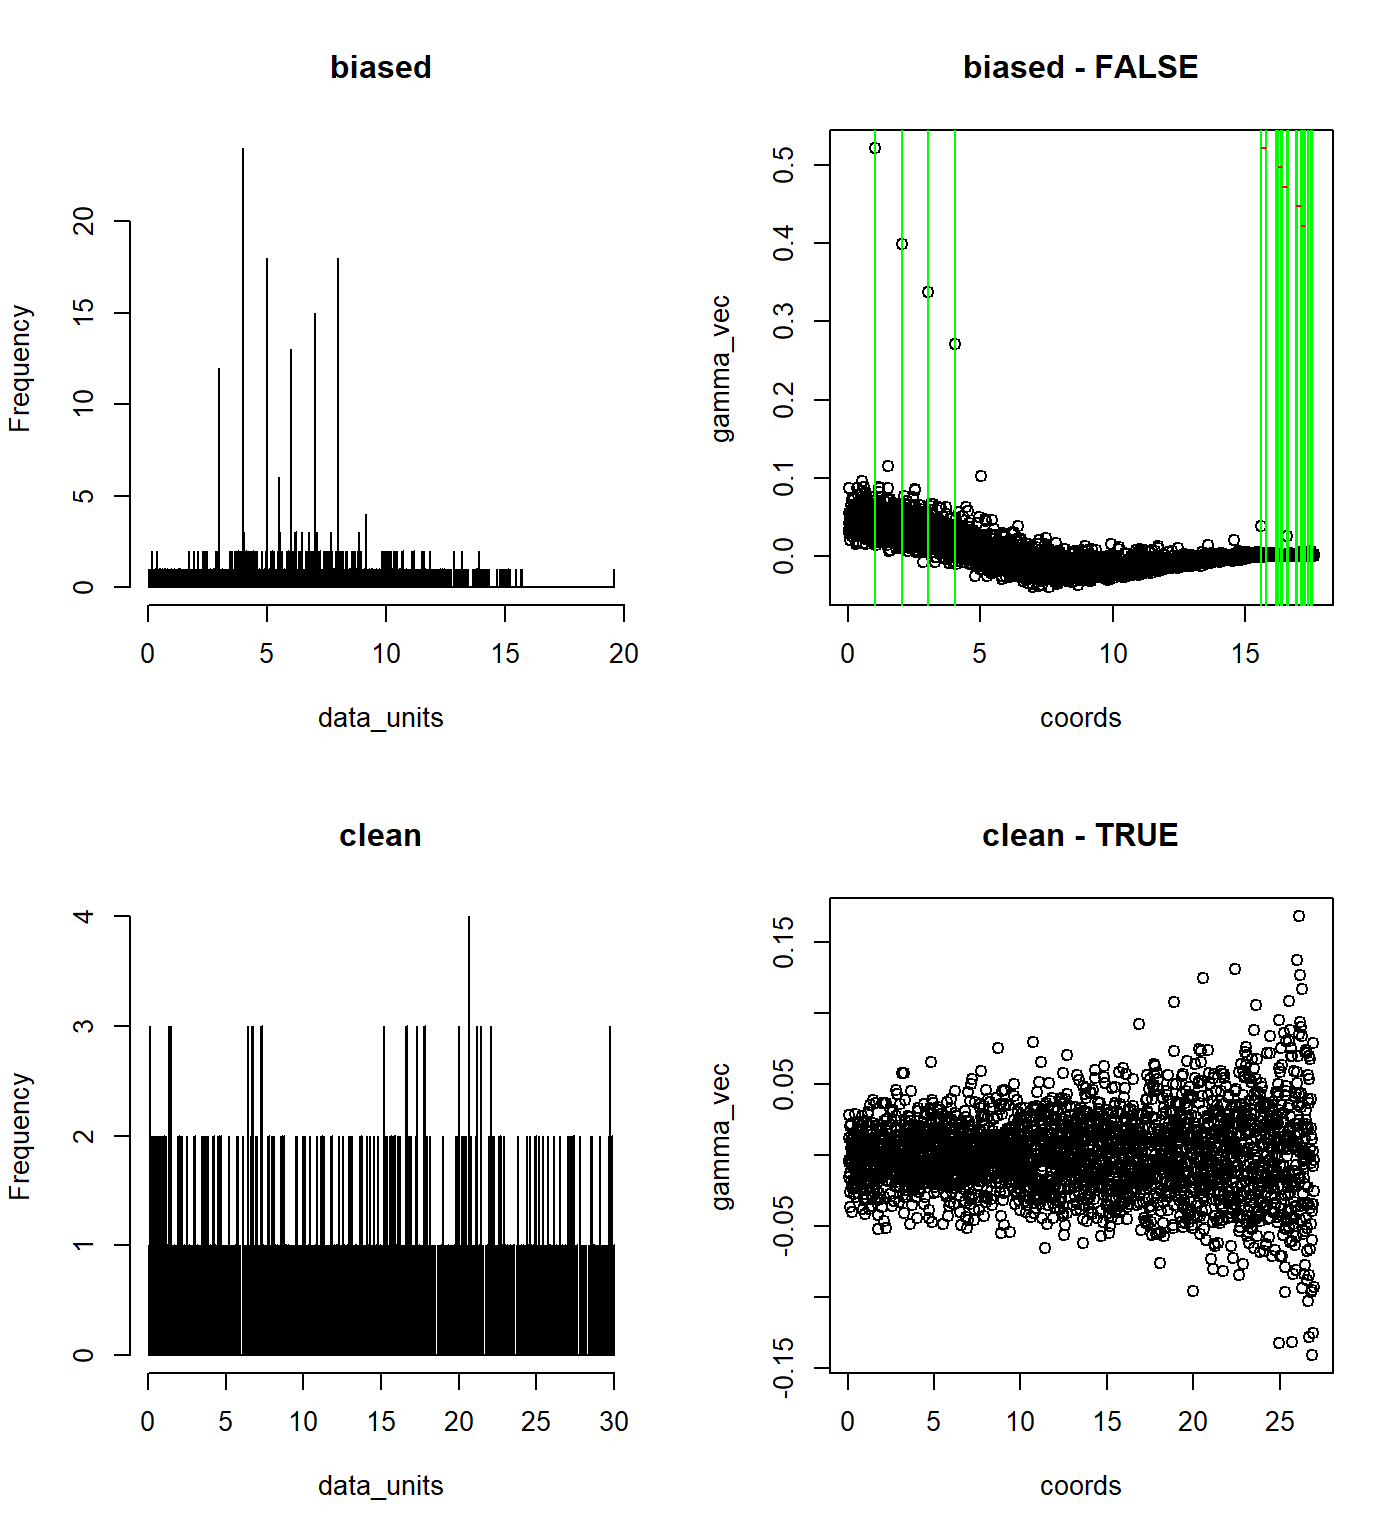 biased
Frequency
0 5 10 15 20
0 5 10 15 20
data_units
biased - FALSE
gamma_vec
0.0 0.1 0.2 0.3 0.4 0.5
0 5 10 15
coords
clean
Frequency
0 1 2 3 4
0 5 10 15 20 25 30
data_units
clean - TRUE
gamma_vec
-0.15 -0.05 0.05 0.15
0 5 10 15 20 25
coords